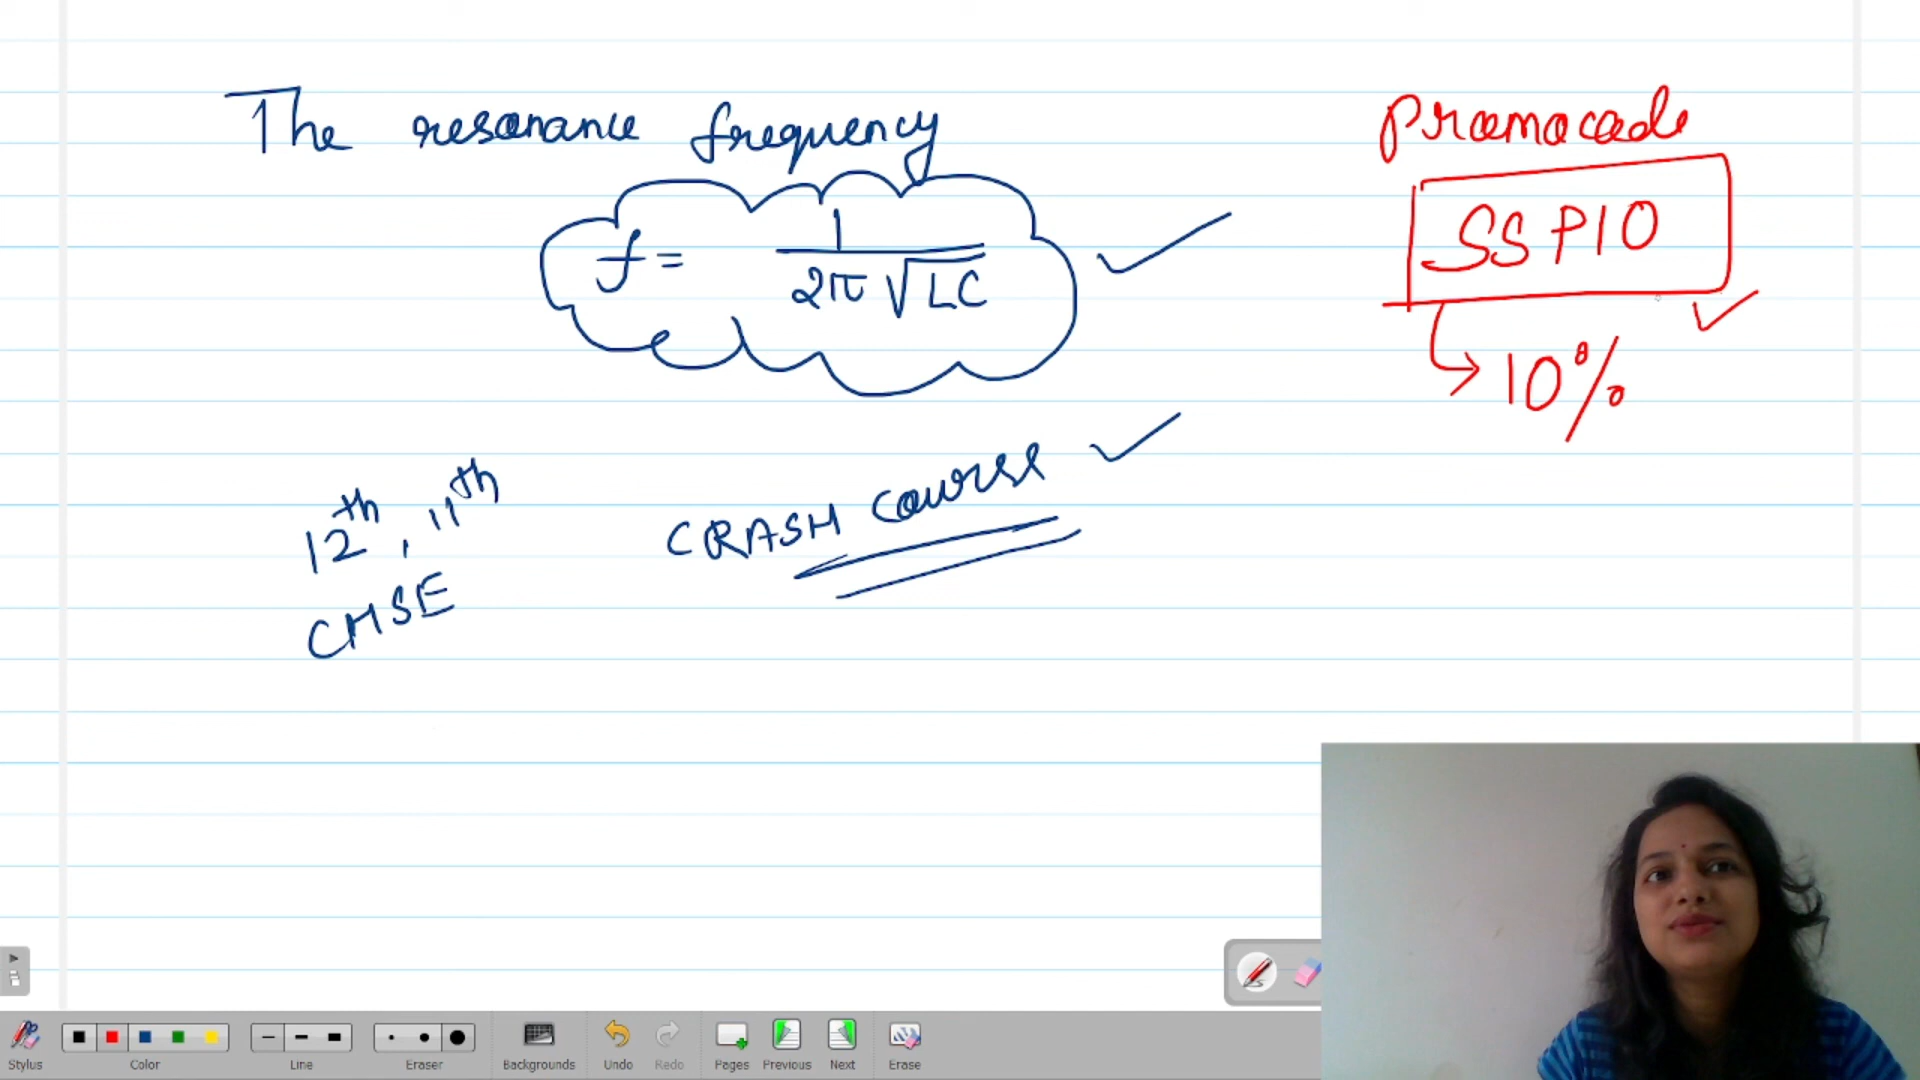 The resonance frequency
f = 1 / 2π √LC
12th, 11th
CHSE
CRASH course
Promocode
SSP10
10%
Stylus
Color
Line
Eraser
Backgrounds
Undo
Redo
Pages
Previous
Next
Erase